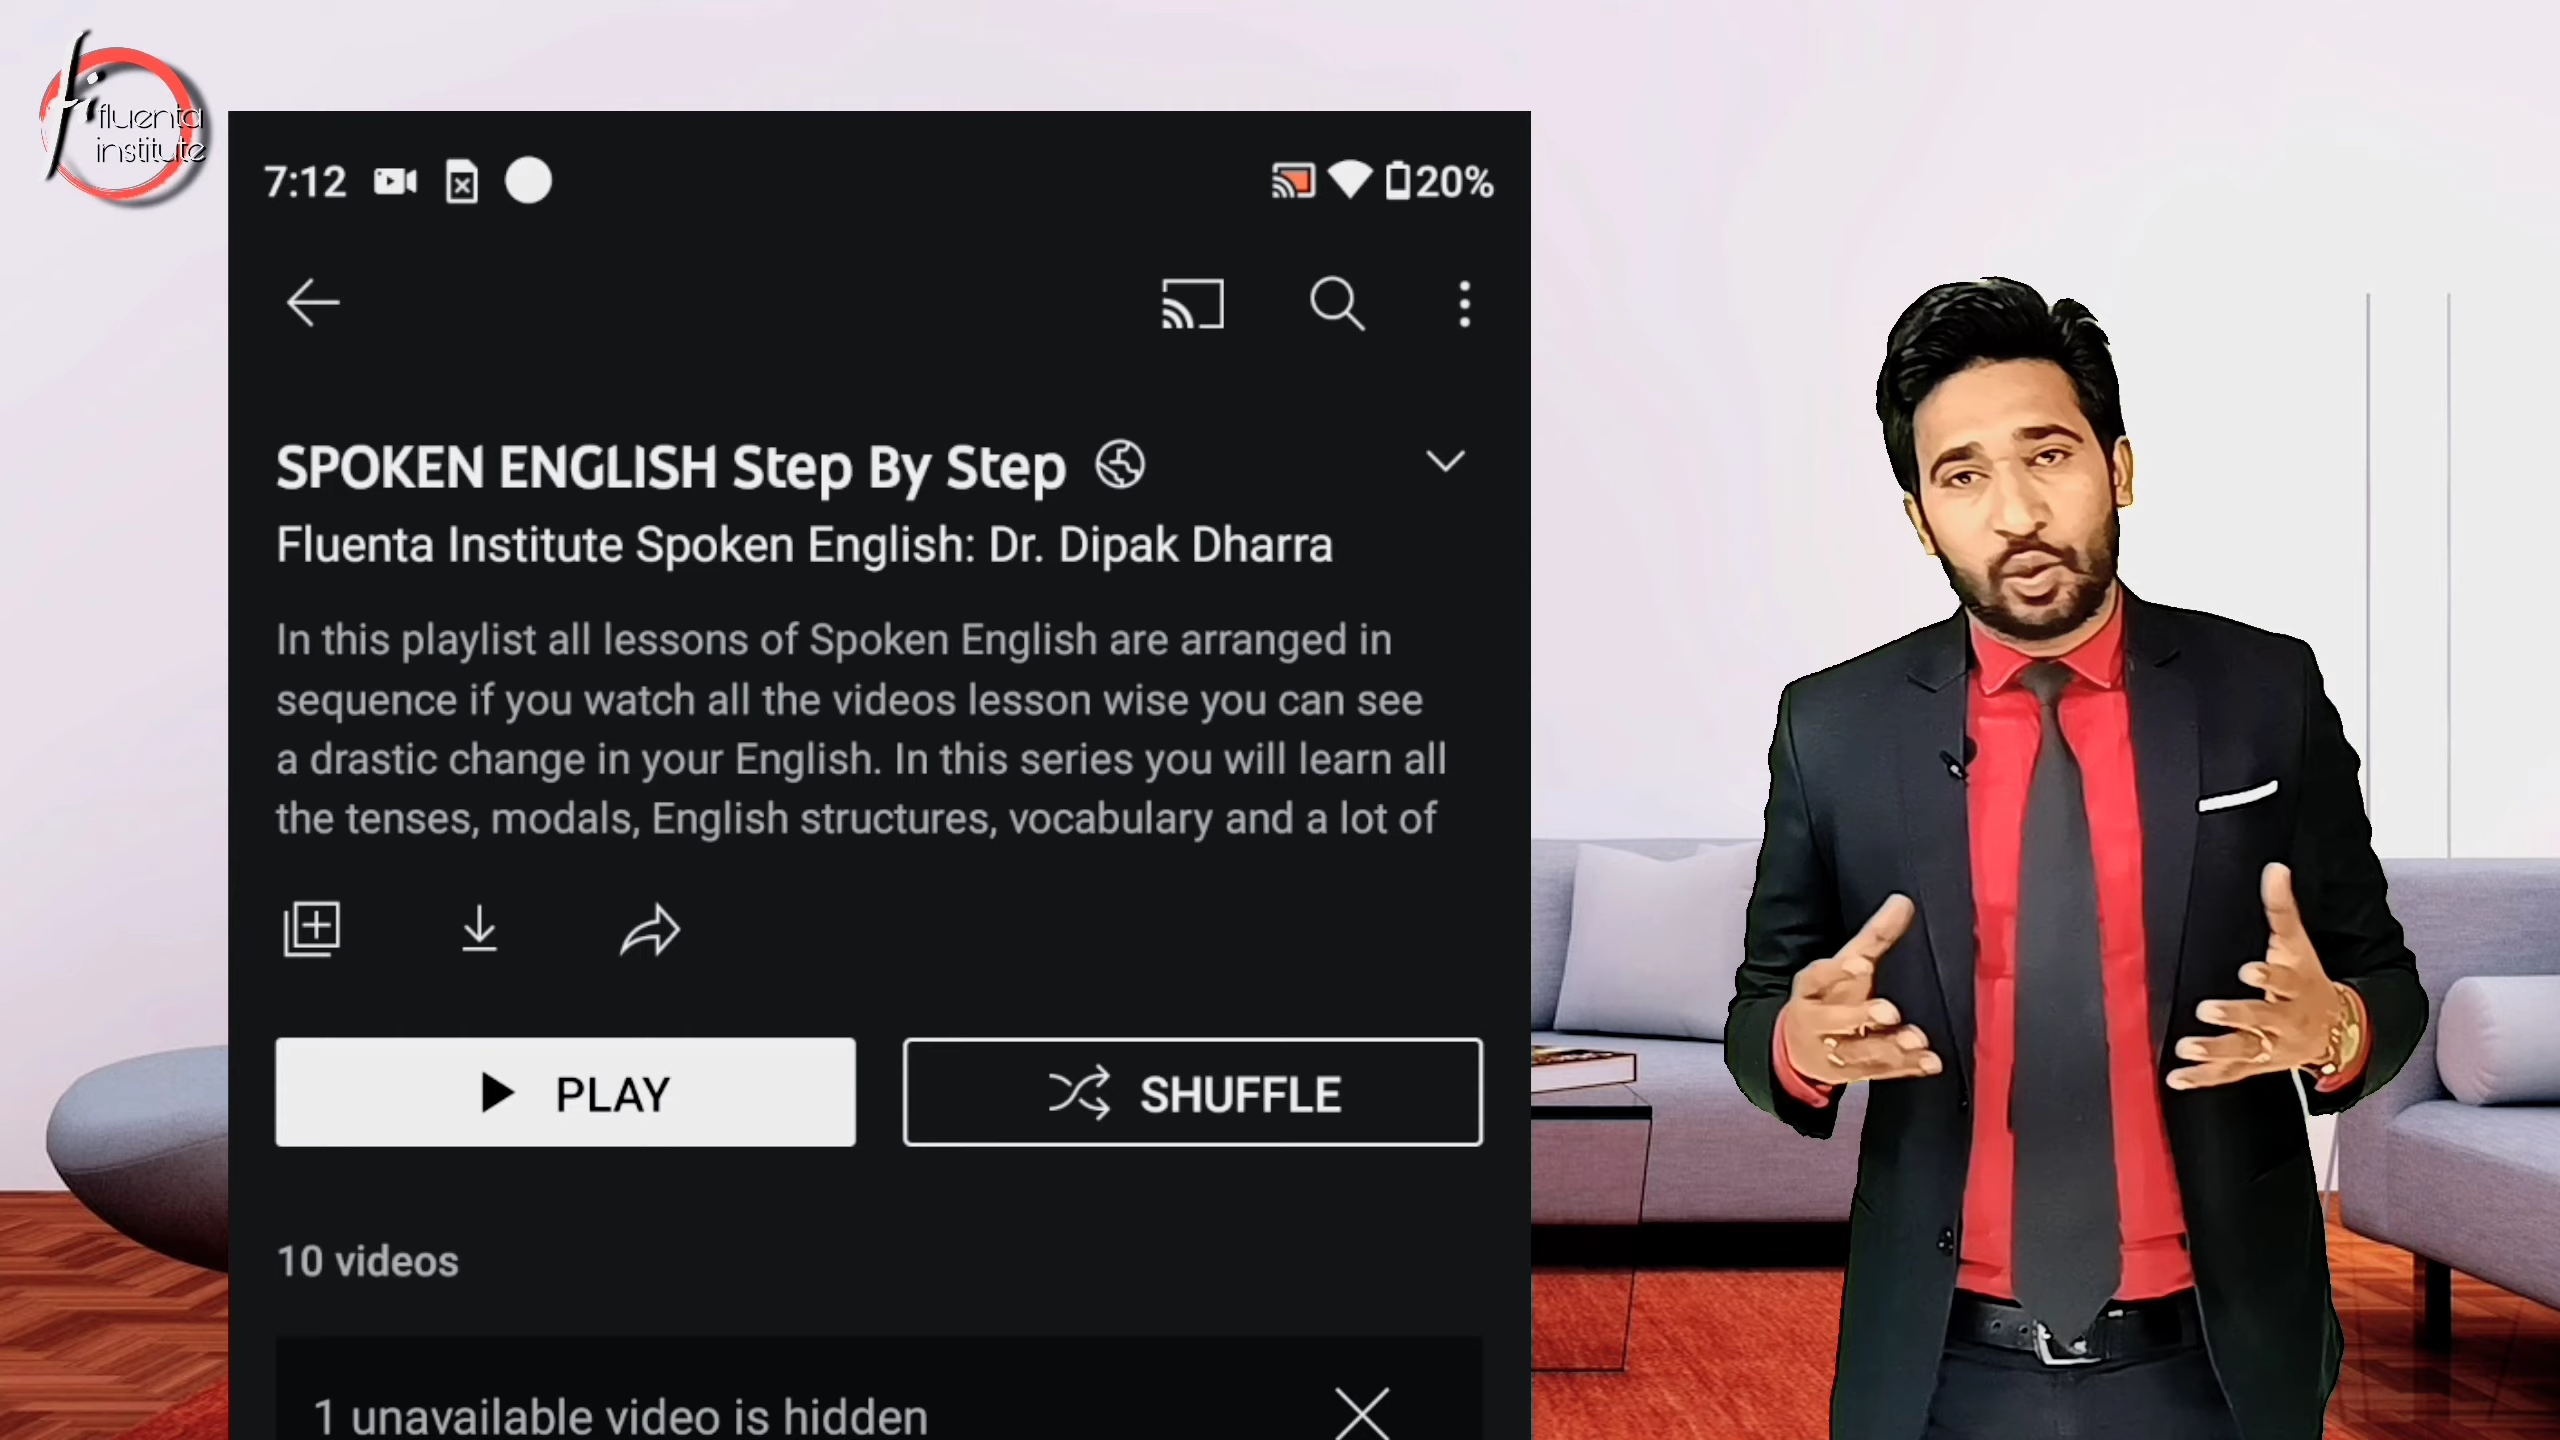 fi
fluenta
institute
7:12
20%
SPOKEN ENGLISH Step By Step
Fluenta Institute Spoken English: Dr. Dipak Dharra
In this playlist all lessons of Spoken English are arranged in
sequence if you watch all the videos lesson wise you can see
a drastic change in your English. In this series you will learn all
the tenses, modals, English structures, vocabulary and a lot of
PLAY
SHUFFLE
10 videos
1 unavailable video is hidden